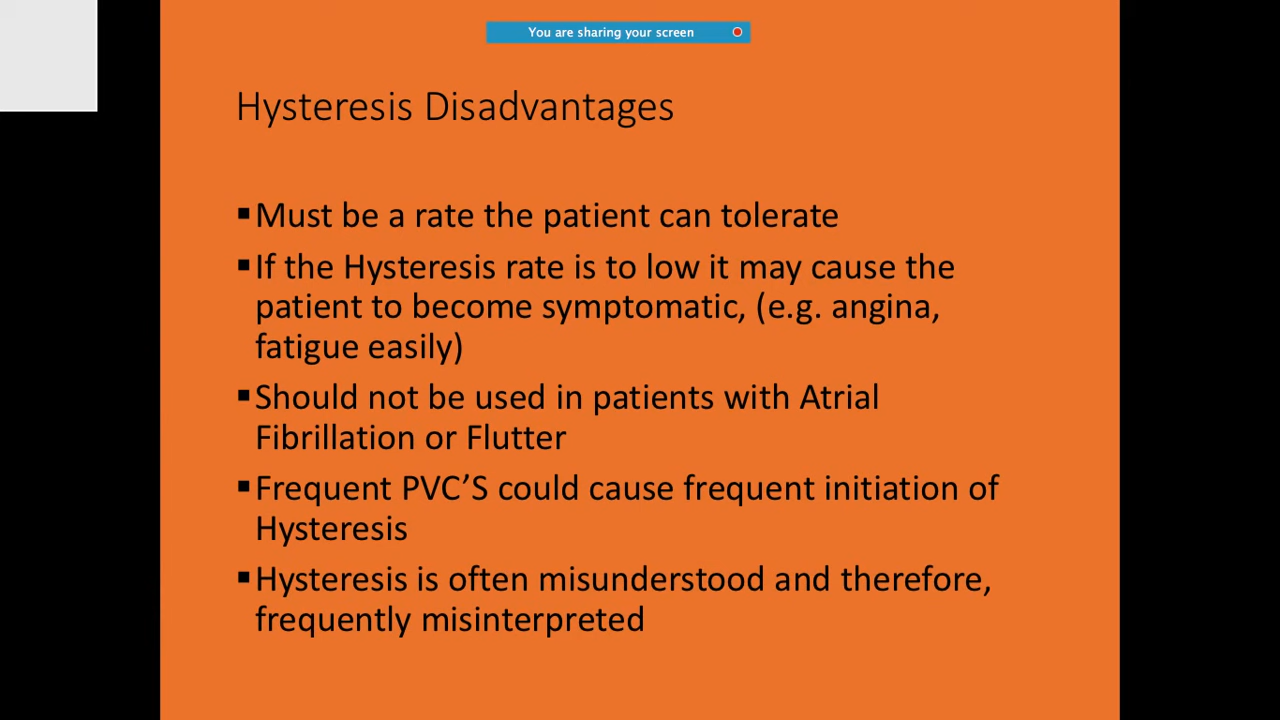 You are sharing your screen
Hysteresis Disadvantages
▪Must be a rate the patient can tolerate
▪If the Hysteresis rate is to low it may cause the
patient to become symptomatic, (e.g. angina,
fatigue easily)
▪Should not be used in patients with Atrial
Fibrillation or Flutter
▪Frequent PVC’S could cause frequent initiation of
Hysteresis
▪Hysteresis is often misunderstood and therefore,
frequently misinterpreted